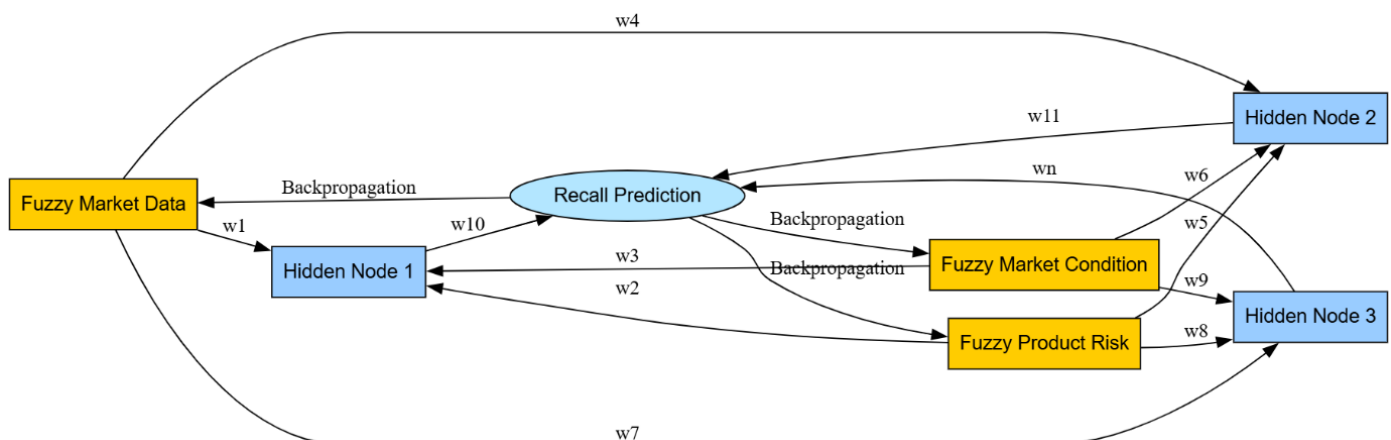 w4
Hidden Node 2
w11
Fuzzy Market Data
Backpropagation
Recall Prediction
wn
w6
w1
w10
Backpropagation
w5
Hidden Node 1
w3
Backpropagation
Fuzzy Market Condition
w9
w2
Hidden Node 3
Fuzzy Product Risk
w8
w7